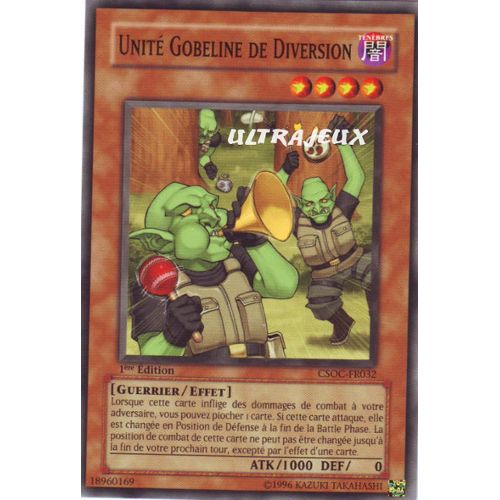 UNITÉ GOBELINE DE DIVERSION
TÉNÈBRES
闇
ULTRAJEUX
1ère Édition
CSOC-FR032
[GUERRIER/EFFET]
Lorsque cette carte inflige des dommages de combat à votre
adversaire, vous pouvez piocher 1 carte. Si cette carte attaque, elle
est changée en Position de Défense à la fin de la Battle Phase. La
position de combat de cette carte ne peut pas être changée jusqu'à
la fin de votre prochain tour, excepté par l'effet d'une carte.
ATK/1000 DEF/ 0
18960169
©1996 KAZUKI TAKAHASHI